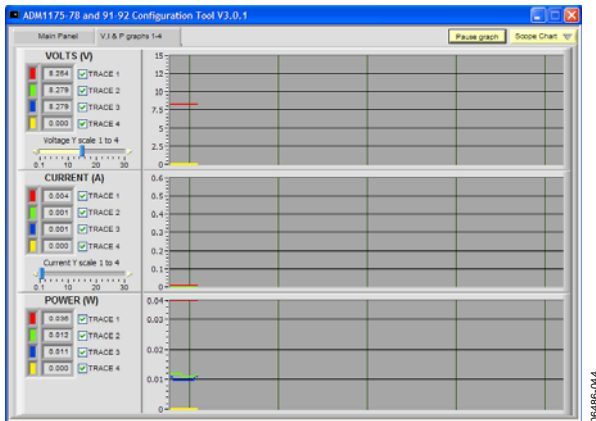 ADM1175-78 and 91-92 Configuration Tool V3.0.1
Main Panel
V,I & P graphs 1-4
Pause graph
Scope Chart
VOLTS (V)
8.264
TRACE 1
8.279
TRACE 2
8.279
TRACE 3
0.000
TRACE 4
Voltage Y scale 1 to 4
0.1 10 20 30
15
12
10
7.5
5
2.5
0
CURRENT (A)
0.004
TRACE 1
0.001
TRACE 2
0.001
TRACE 3
0.000
TRACE 4
Current Y scale 1 to 4
0.1 10 20 30
0.6
0.5
0.4
0.3
0.2
0.1
0
POWER (W)
0.036
TRACE 1
0.012
TRACE 2
0.011
TRACE 3
0.000
TRACE 4
0.04
0.03
0.02
0.01
0
06486-044